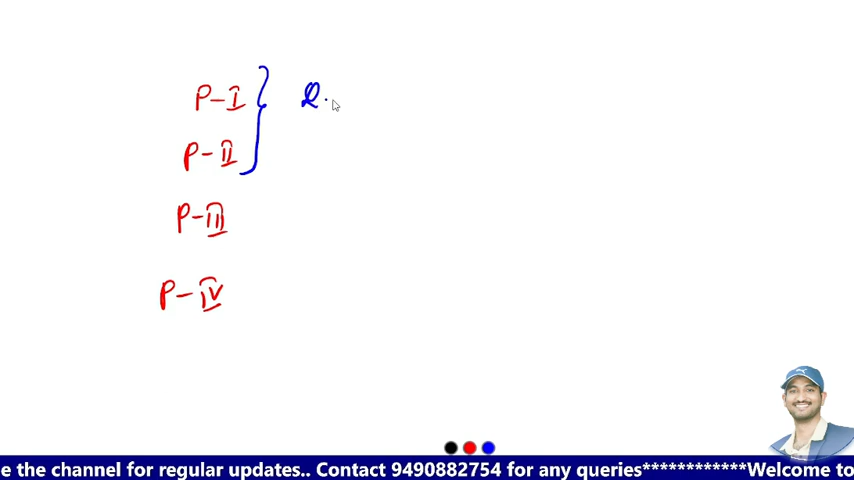 P-I
P-II
P-III
P-IV
e the channel for regular updates.. Contact 9490882754 for any queries************Welcome to